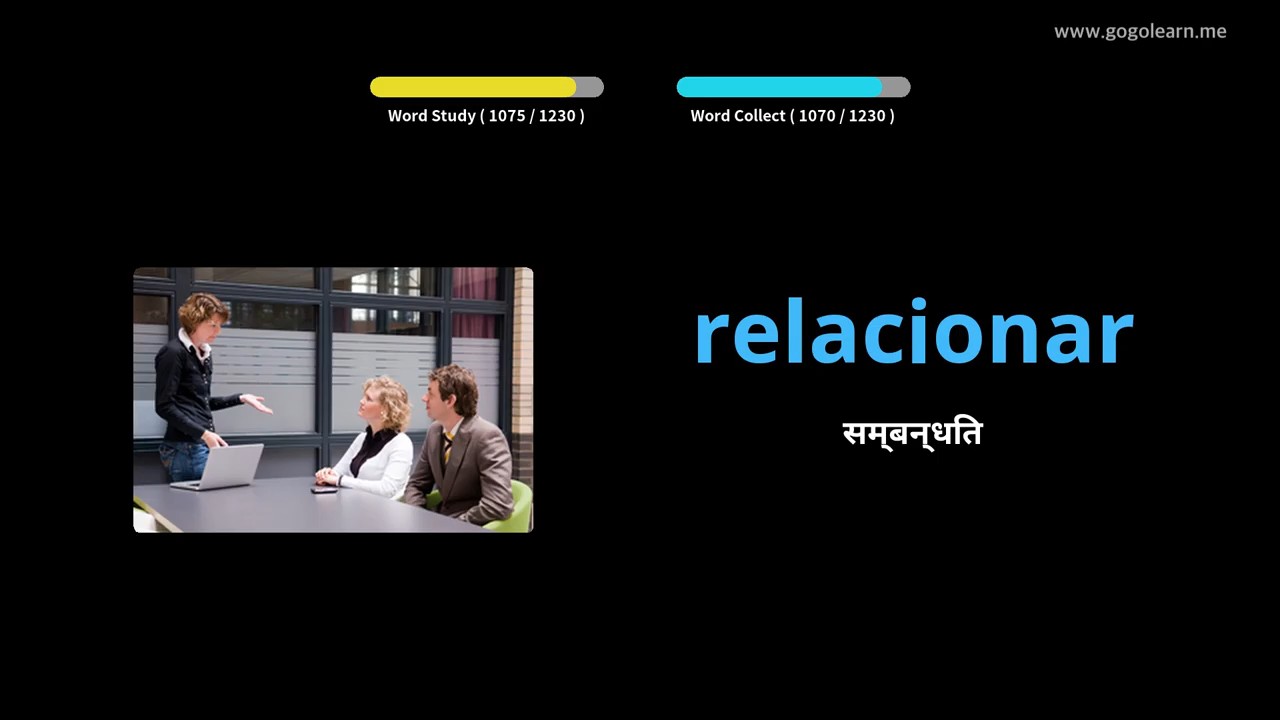 www.gogolearn.me
Word Study ( 1075 / 1230 )
Word Collect ( 1070 / 1230 )
relacionar
सम्बन्धति